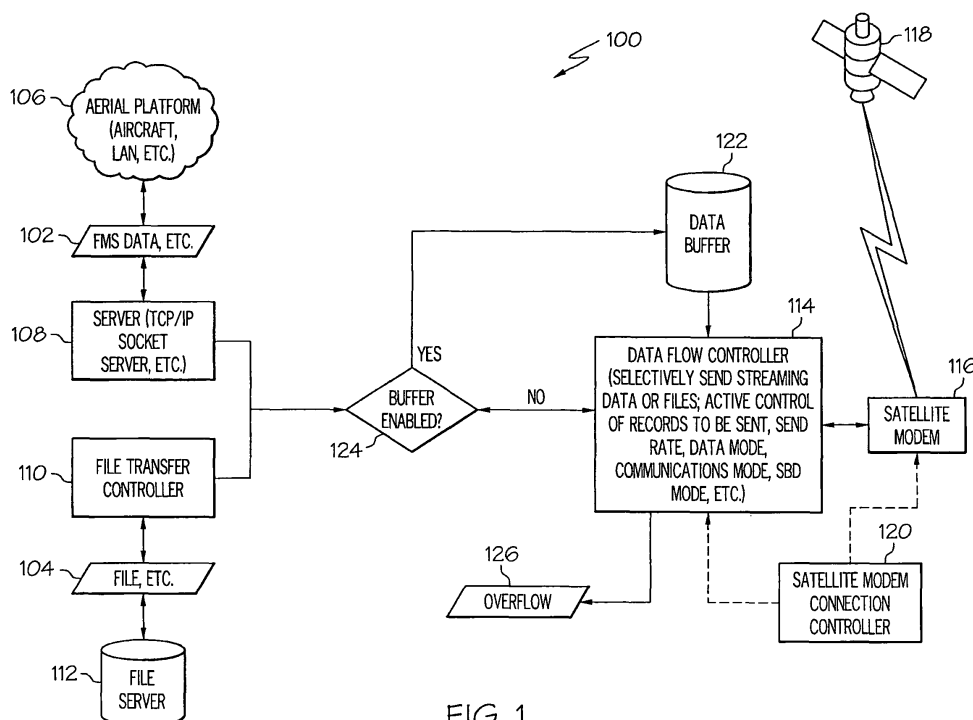 100
118
106
AERIAL PLATFORM
(AIRCRAFT,
LAN, ETC.)
122
DATA
BUFFER
102
FMS DATA, ETC.
108
SERVER (TCP/IP
SOCKET
SERVER, ETC.)
YES
BUFFER
ENABLED?
124
NO
114
DATA FLOW CONTROLLER
(SELECTIVELY SEND STREAMING
DATA OR FILES; ACTIVE CONTROL
OF RECORDS TO BE SENT, SEND
RATE, DATA MODE,
COMMUNICATIONS MODE, SBD
MODE, ETC.)
116
SATELLITE
MODEM
110
FILE TRANSFER
CONTROLLER
104
FILE, ETC.
126
OVERFLOW
120
SATELLITE MODEM
CONNECTION
CONTROLLER
112
FILE
SERVER
FIG. 1